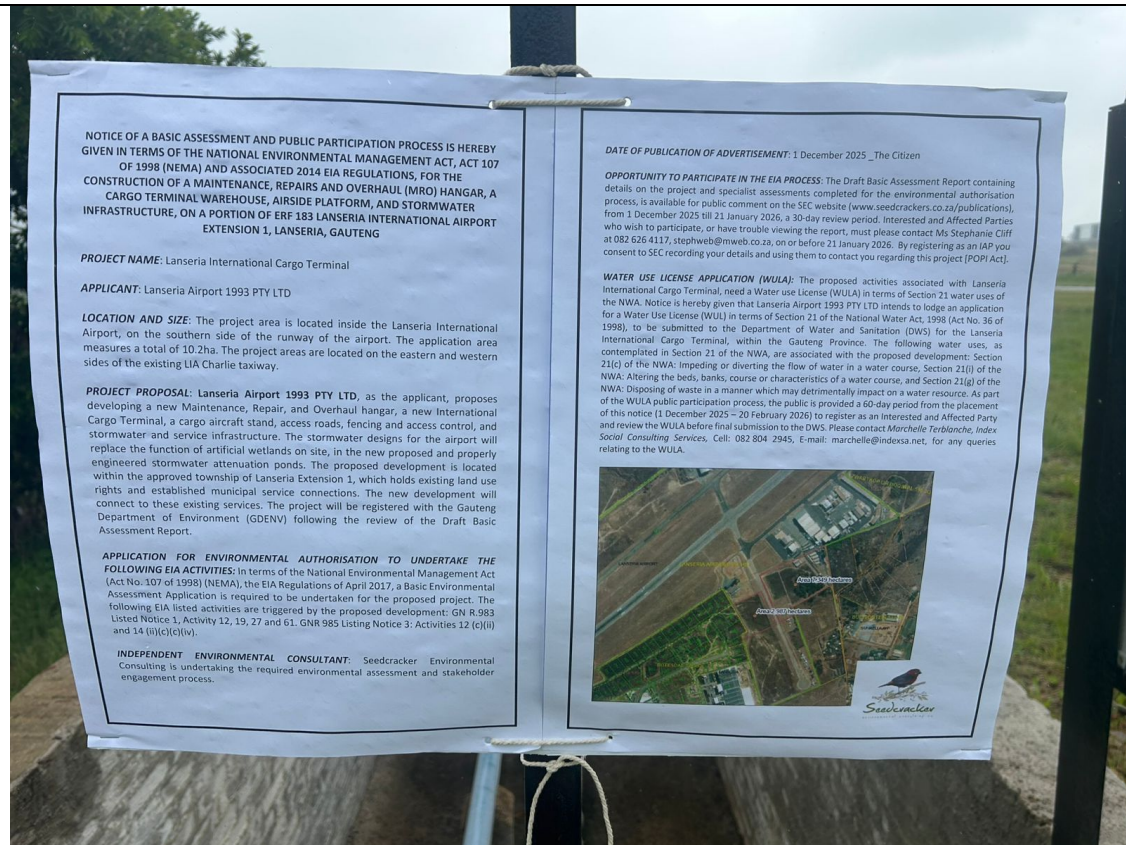 NOTICE OF A BASIC ASSESSMENT AND PUBLIC PARTICIPATION PROCESS IS HEREBY
GIVEN IN TERMS OF THE NATIONAL ENVIRONMENTAL MANAGEMENT ACT, ACT 107
OF 1998 (NEMA) AND ASSOCIATED 2014 EIA REGULATIONS, FOR THE
CONSTRUCTION OF A MAINTENANCE, REPAIRS AND OVERHAUL (MRO) HANGAR, A
CARGO TERMINAL WAREHOUSE, AIRSIDE PLATFORM, AND STORMWATER
INFRASTRUCTURE, ON A PORTION OF ERF 183 LANSERIA INTERNATIONAL AIRPORT
EXTENSION 1, LANSERIA, GAUTENG
PROJECT NAME: Lanseria International Cargo Terminal
APPLICANT: Lanseria Airport 1993 PTY LTD
LOCATION AND SIZE: The project area is located inside the Lanseria International
Airport, on the southern side of the runway of the airport. The application area
measures a total of 10.2ha. The project areas are located on the eastern and western
sides of the existing LIA Charlie taxiway.
PROJECT PROPOSAL: Lanseria Airport 1993 PTY LTD, as the applicant, proposes
developing a new Maintenance, Repair, and Overhaul hangar, a new International
Cargo Terminal, a cargo aircraft stand, access roads, fencing and access control, and
stormwater and service infrastructure. The stormwater designs for the airport will
replace the function of artificial wetlands on site, in the new proposed and properly
engineered stormwater attenuation ponds. The proposed development is located
within the approved township of Lanseria Extension 1, which holds existing land use
rights and established municipal service connections. The new development will
connect to these existing services. The project will be registered with the Gauteng
Department of Environment (GDENV) following the review of the Draft Basic
Assessment Report.
APPLICATION FOR ENVIRONMENTAL AUTHORISATION TO UNDERTAKE THE
FOLLOWING EIA ACTIVITIES: In terms of the National Environmental Management Act
(Act No. 107 of 1998) (NEMA), the EIA Regulations of April 2017, a Basic Environmental
Assessment Application is required to be undertaken for the proposed project. The
following EIA listed activities are triggered by the proposed development: GN R.983
Listed Notice 1, Activity 12, 19, 27 and 61. GNR 985 Listing Notice 3: Activities 12 (c)(ii)
and 14 (ii)(c)(c)(iv).
INDEPENDENT ENVIRONMENTAL CONSULTANT: Seedcracker Environmental
Consulting is undertaking the required environmental assessment and stakeholder
engagement process.
DATE OF PUBLICATION OF ADVERTISEMENT: 1 December 2025 _The Citizen
OPPORTUNITY TO PARTICIPATE IN THE EIA PROCESS: The Draft Basic Assessment Report containing
details on the project and specialist assessments completed for the environmental authorisation
process, is available for public comment on the SEC website (www.seedcrackers.co.za/publications),
from 1 December 2025 till 21 January 2026, a 30-day review period. Interested and Affected Parties
who wish to participate, or have trouble viewing the report, must please contact Ms Stephanie Cliff
at 082 626 4117, stephweb@mweb.co.za, on or before 21 January 2026. By registering as an IAP you
consent to SEC recording your details and using them to contact you regarding this project [POPI Act].
WATER USE LICENSE APPLICATION (WULA): The proposed activities associated with Lanseria
International Cargo Terminal, need a Water use License (WULA) in terms of Section 21 water uses of
the NWA. Notice is hereby given that Lanseria Airport 1993 PTY LTD intends to lodge an application
for a Water Use License (WUL) in terms of Section 21 of the National Water Act, 1998 (Act No. 36 of
1998), to be submitted to the Department of Water and Sanitation (DWS) for the Lanseria
International Cargo Terminal, within the Gauteng Province. The following water uses, as
contemplated in Section 21 of the NWA, are associated with the proposed development: Section
21(c) of the NWA: Impeding or diverting the flow of water in a water course, Section 21(i) of the
NWA: Altering the beds, banks, course or characteristics of a water course, and Section 21(g) of the
NWA: Disposing of waste in a manner which may detrimentally impact on a water resource. As part
of the WULA public participation process, the public is provided a 60-day period from the placement
of this notice (1 December 2025 – 20 February 2026) to register as an Interested and Affected Party
and review the WULA before final submission to the DWS. Please contact Marchelle Terblanche, Index
Social Consulting Services, Cell: 082 804 2945, E-mail: marchelle@indexsa.net, for any queries
relating to the WULA.
hectares
Area 2.387 hectares
Seedcracker